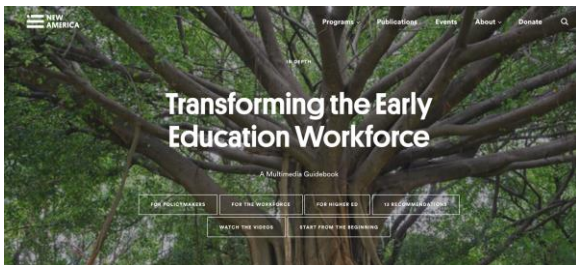 NEW
AMERICA
Programs Publications Events About Donate
IN DEPTH
Transforming the Early
Education Workforce
A Multimedia Guidebook
FOR POLICYMAKERS FOR THE WORKFORCE FOR HIGHER ED 10 RECOMMENDATIONS
WATCH THE VIDEOS START FROM THE BEGINNING